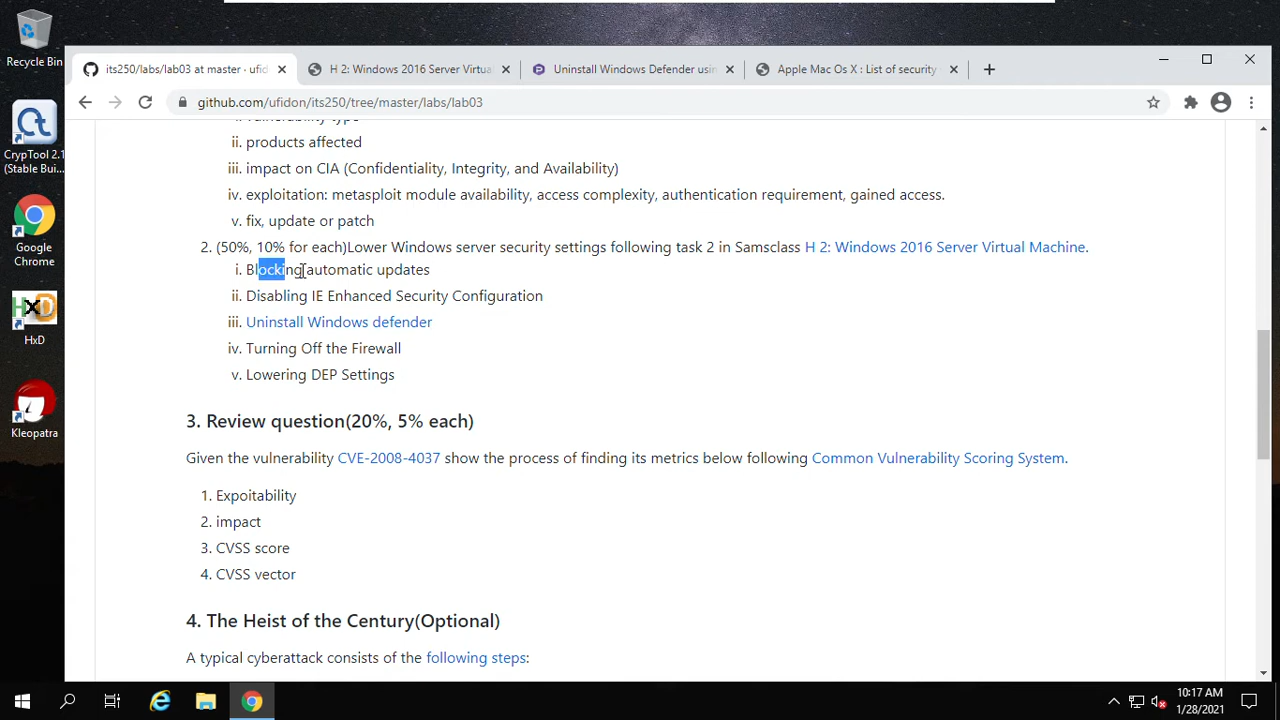 Recycle Bin
CrypTool 2.1
(Stable Bui...
Google
Chrome
HxD
HxD
Kleopatra
its250/labs/lab03 at master · ufid
H 2: Windows 2016 Server Virtu
Uninstall Windows Defender usin
Apple Mac Os X : List of security
github.com/ufidon/its250/tree/master/labs/lab03
ii. products affected
iii. impact on CIA (Confidentiality, Integrity, and Availability)
iv. exploitation: metasploit module availability, access complexity, authentication requirement, gained access.
v. fix, update or patch
2. (50%, 10% for each)Lower Windows server security settings following task 2 in Samsclass H 2: Windows 2016 Server Virtual Machine.
i. Blocking automatic updates
ii. Disabling IE Enhanced Security Configuration
iii. Uninstall Windows defender
iv. Turning Off the Firewall
v. Lowering DEP Settings
3. Review question(20%, 5% each)
Given the vulnerability CVE-2008-4037 show the process of finding its metrics below following Common Vulnerability Scoring System.
1. Expoitability
2. impact
3. CVSS score
4. CVSS vector
4. The Heist of the Century(Optional)
A typical cyberattack consists of the following steps:
10:17 AM
1/28/2021